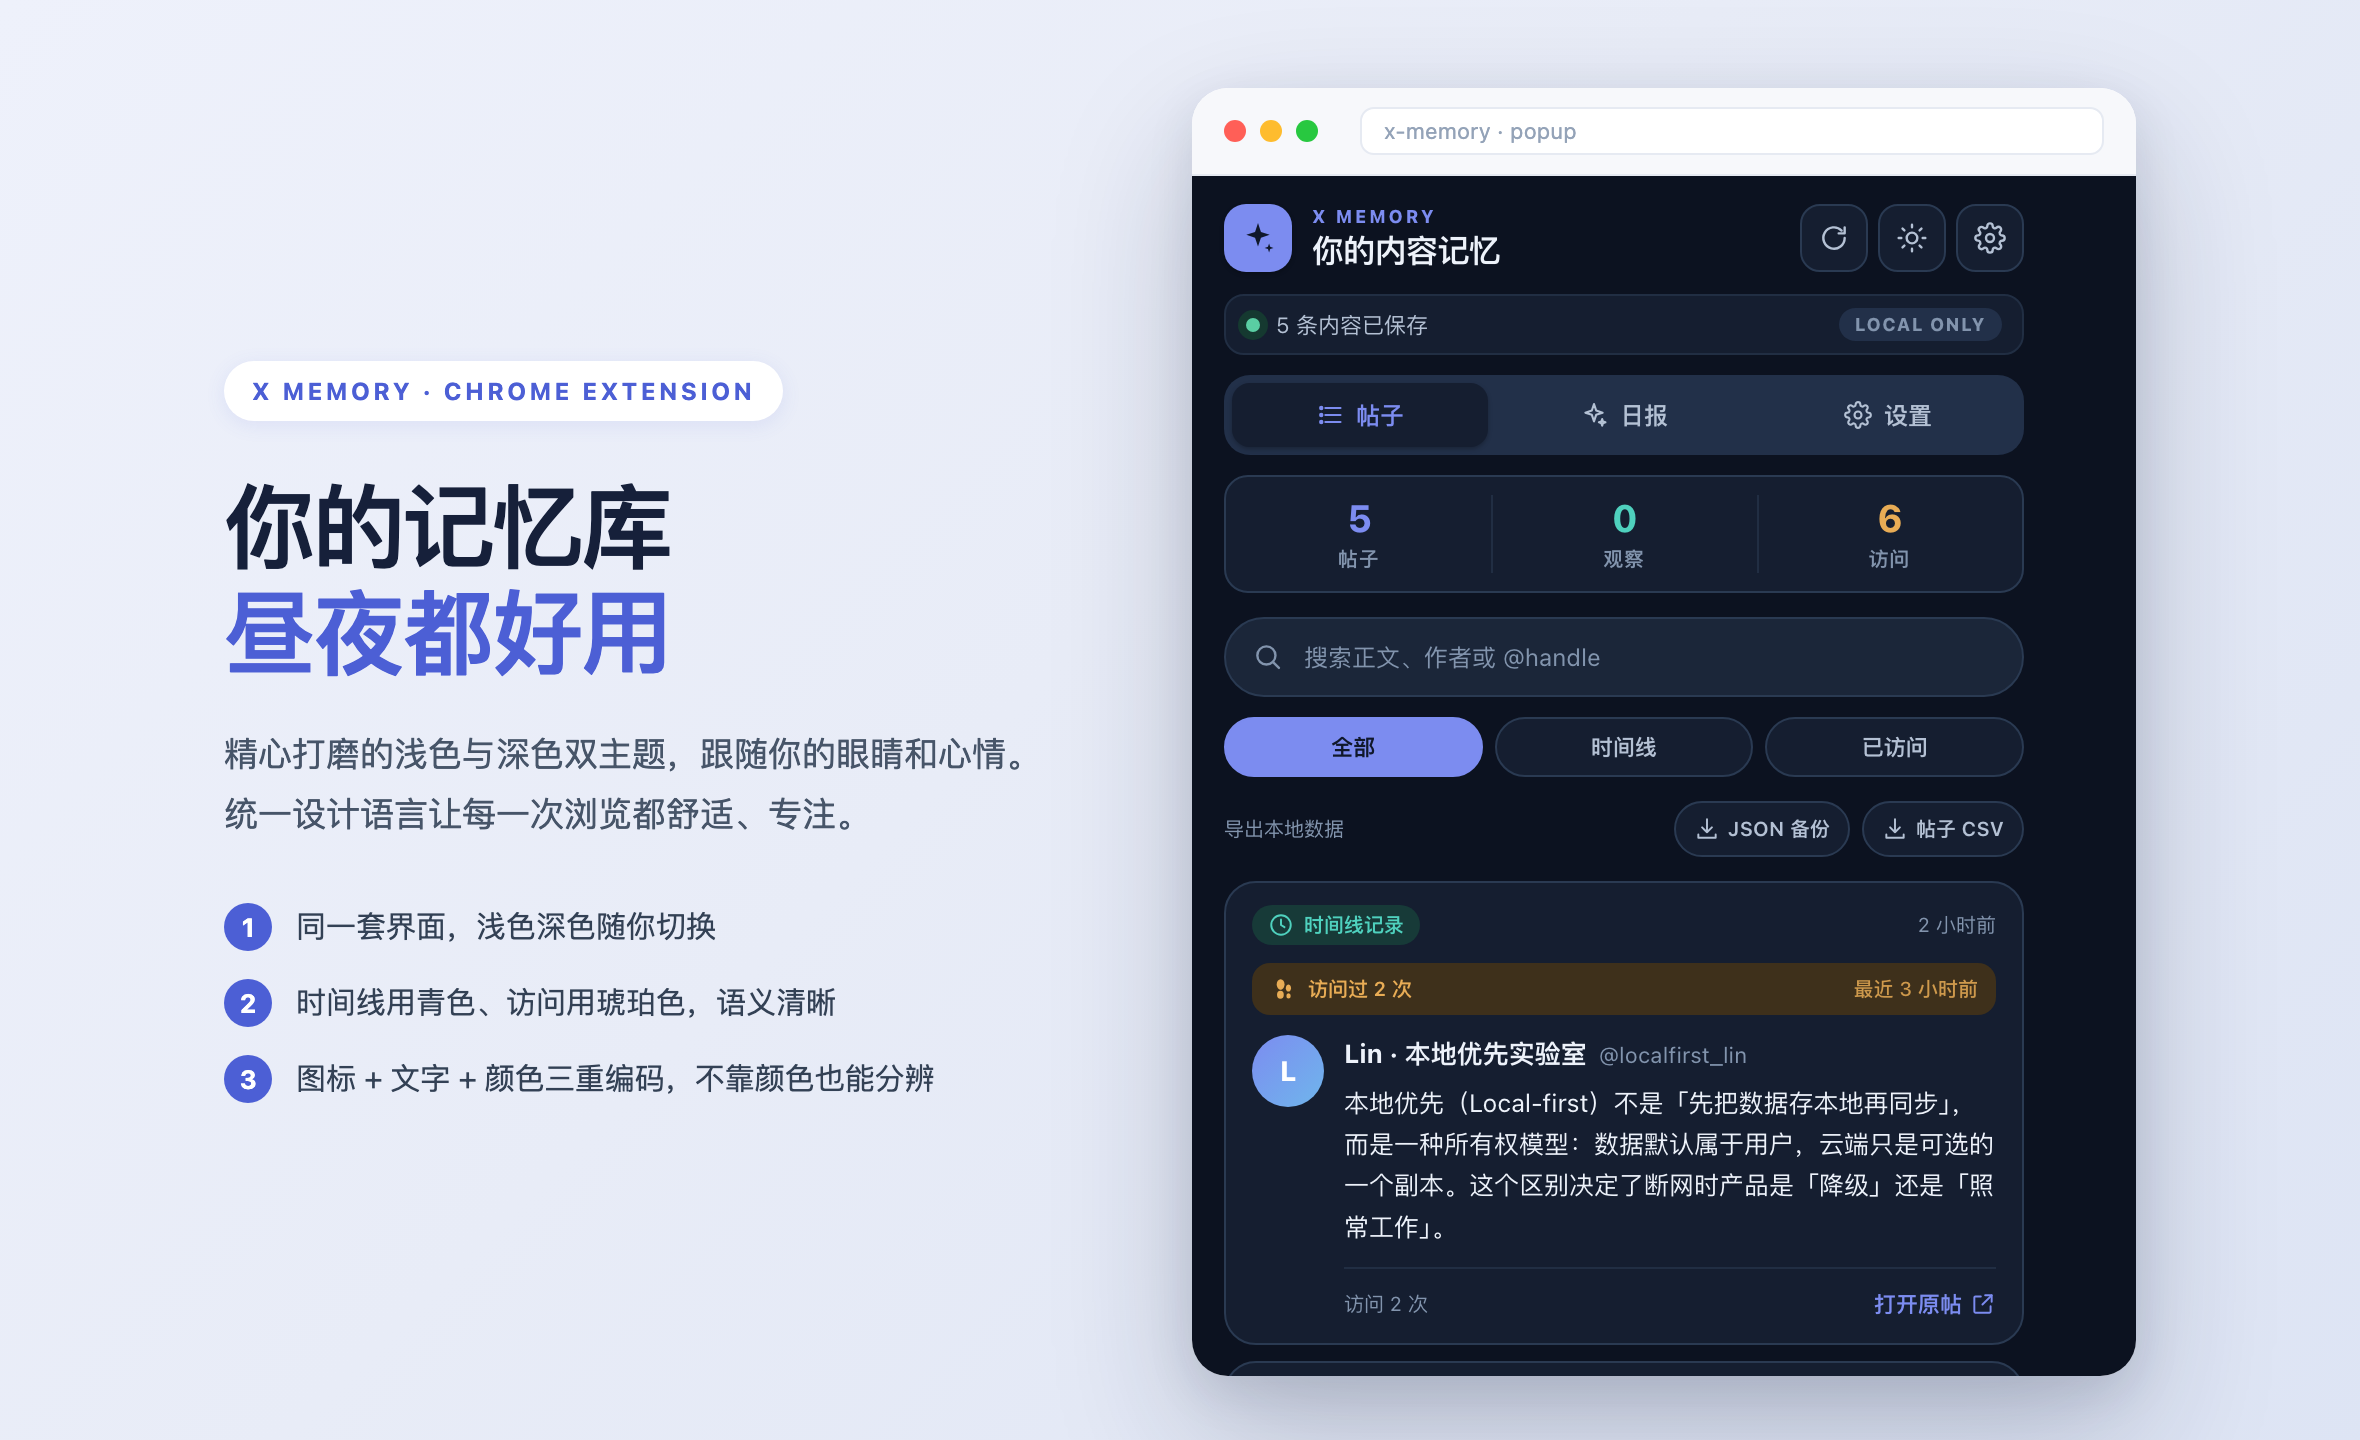 X MEMORY · CHROME EXTENSION
你的记忆库
昼夜都好用
精心打磨的浅色与深色双主题，跟随你的眼睛和心情。
统一设计语言让每一次浏览都舒适、专注。
1 同一套界面，浅色深色随你切换
2 时间线用青色、访问用琥珀色，语义清晰
3 图标 + 文字 + 颜色三重编码，不靠颜色也能分辨
x-memory · popup
X MEMORY
你的内容记忆
5 条内容已保存 LOCAL ONLY
帖子 日报 设置
5 0 6
帖子 观察 访问
搜索正文、作者或 @handle
全部 时间线 已访问
导出本地数据 JSON 备份 帖子 CSV
时间线记录 2 小时前
访问过 2 次 最近 3 小时前
L
Lin · 本地优先实验室 @localfirst_lin
本地优先（Local-first）不是「先把数据存本地再同步」，
而是一种所有权模型：数据默认属于用户，云端只是可选的
一个副本。这个区别决定了断网时产品是「降级」还是「照
常工作」。
访问 2 次 打开原帖